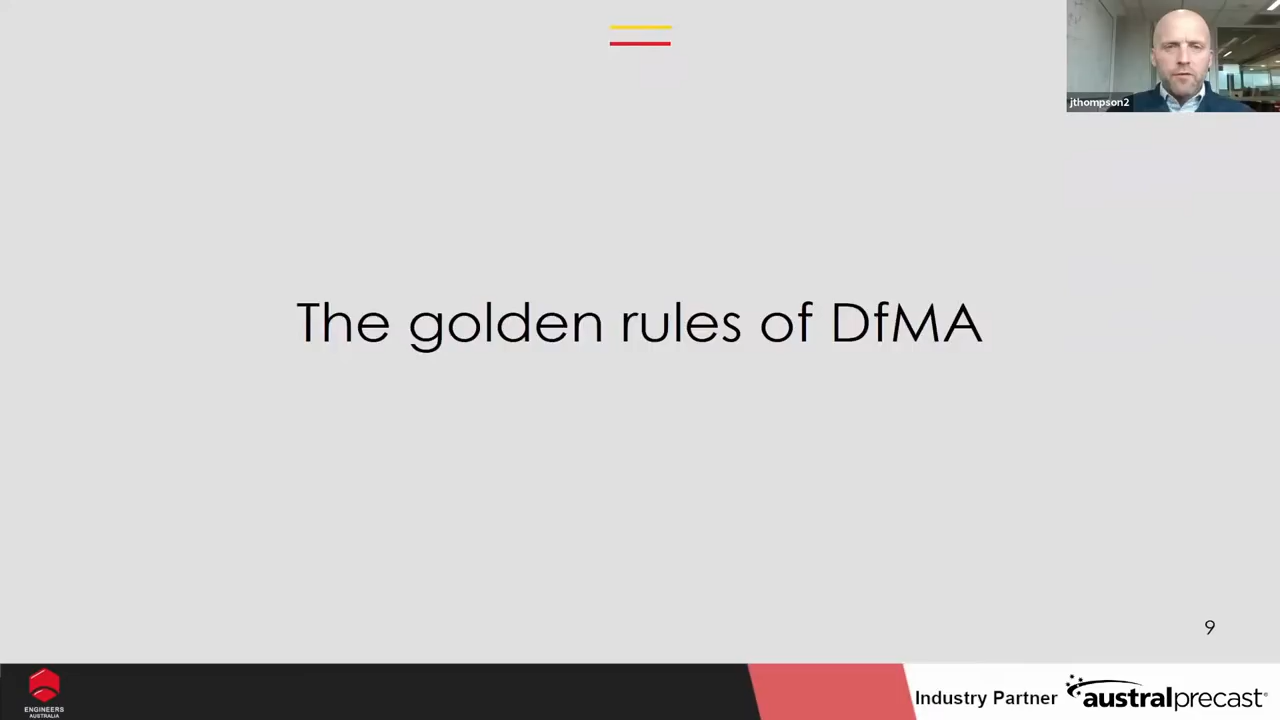 jthompson2
The golden rules of DfMA
9
ENGINEERS
AUSTRALIA
Industry Partner
australprecast®